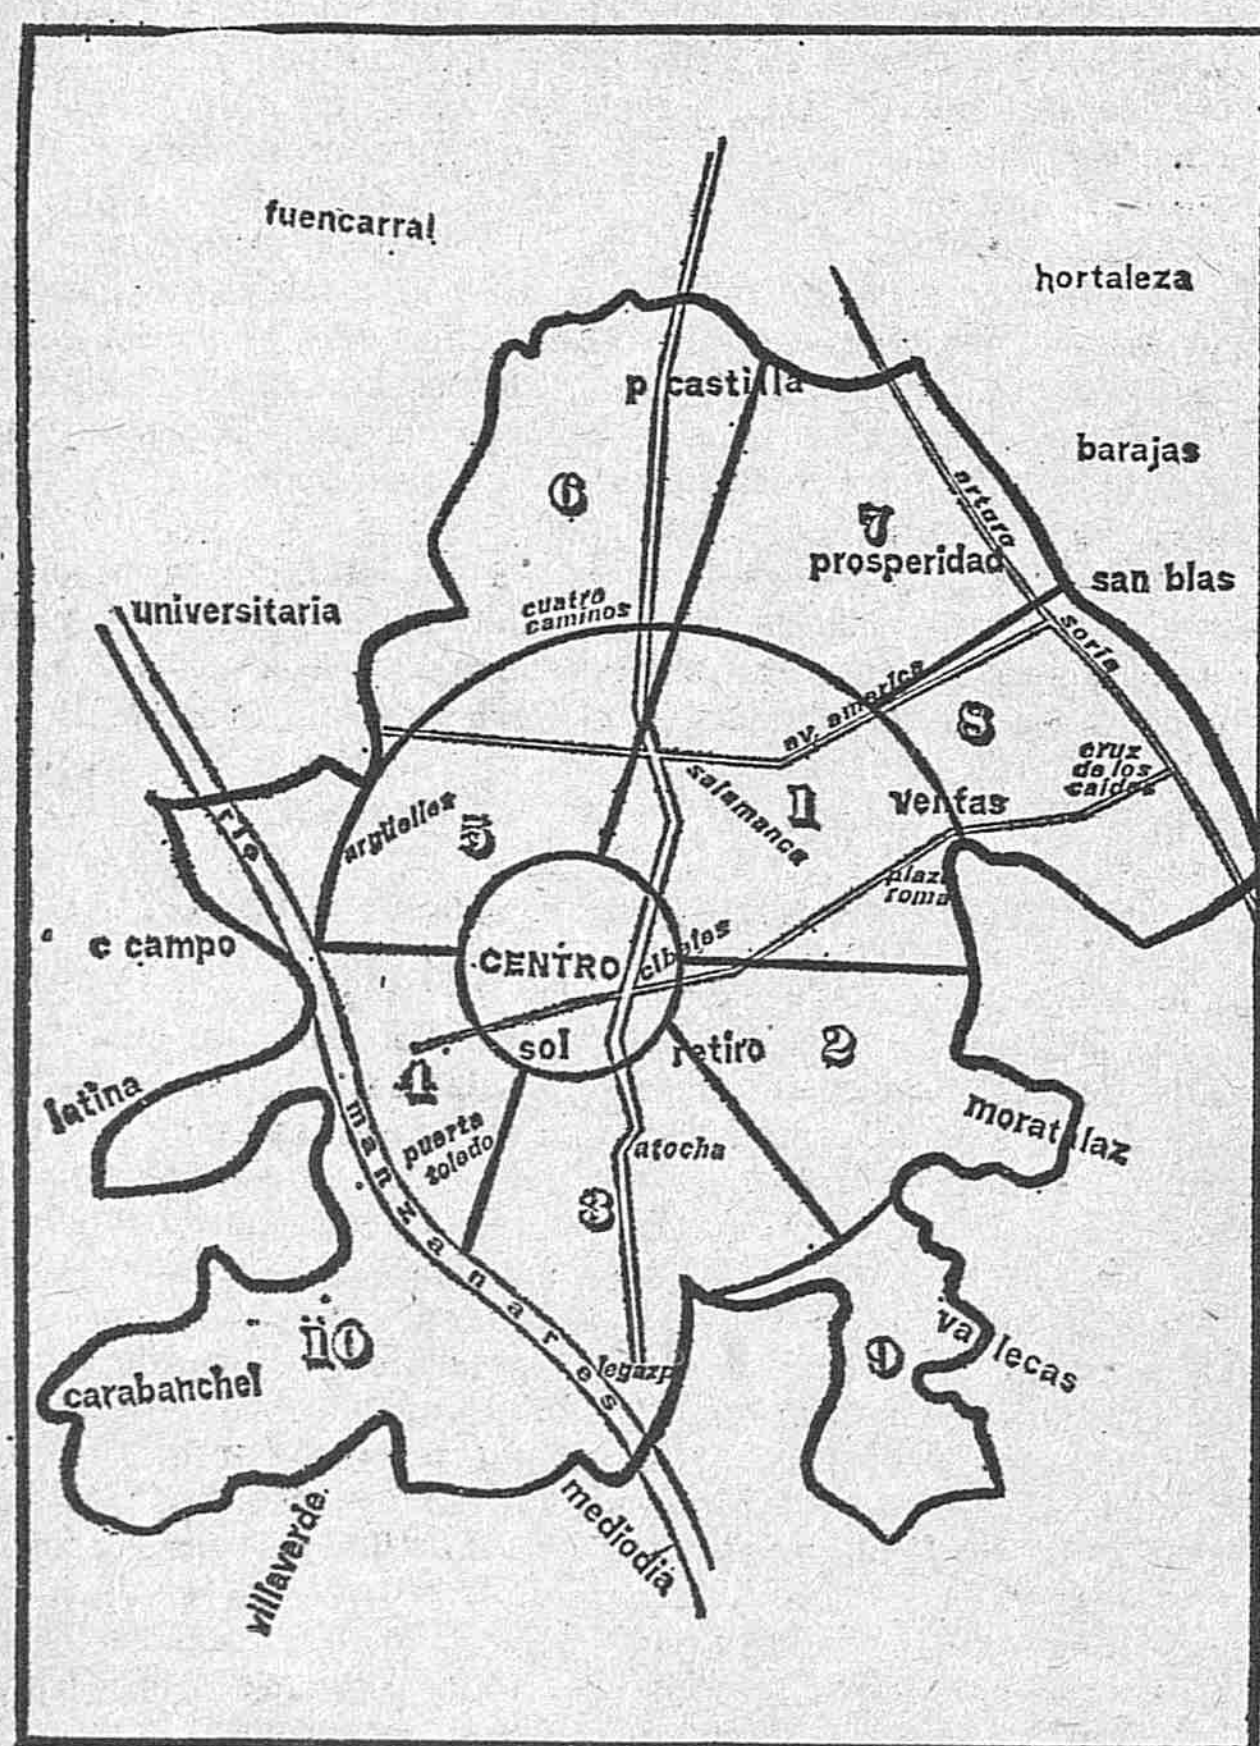 fuencarral
hortaleza
p castilla
barajas
6
7
arturo
prosperidad
san blas
universitaria
cuatro
caminos
soria
av. america
8
cruz
de los
caidos
salamanca
1
ventas
rio
argüelles
5
plaza
roma
c campo
CENTRO
cibeles
sol
retiro
2
4
latina
manzanares
puerta
toledo
moratalaz
atocha
3
10
9
vallecas
legazpi
carabanchel
villaverde.
mediodia